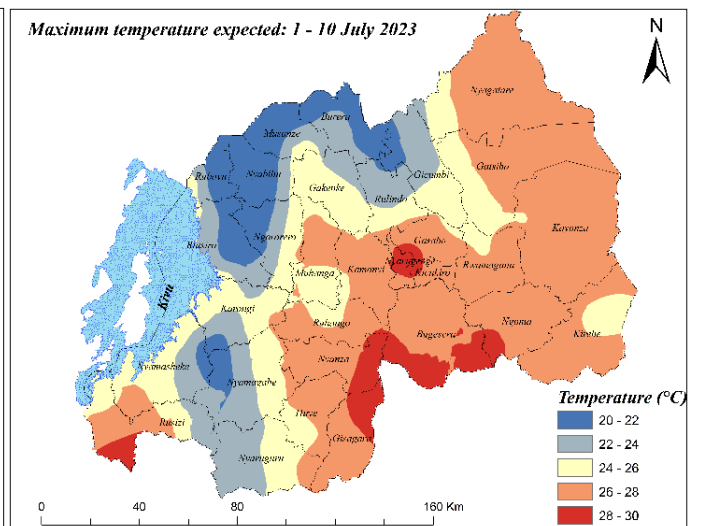 Maximum temperature expected: 1 - 10 July 2023
N
Nyagatare
Burera
Musanze
Gatsibo
Rubavu
Nyabihu
Gicumbi
Gakenke
Rulindo
Kayonza
Rutsiro
Ngororero
Gasabo
Kicukiro
Rwamagana
Muhanga
Kamonyi
Kivu
Karongi
Ruhango
Bugesera
Ngoma
Kirehe
Nyanza
Nyamasheke
Nyamagabe
Temperature (°C)
Huye
20 - 22
Rusizi
22 - 24
Gisagara
Nyaruguru
24 - 26
26 - 28
0 40 80 160 Km
28 - 30